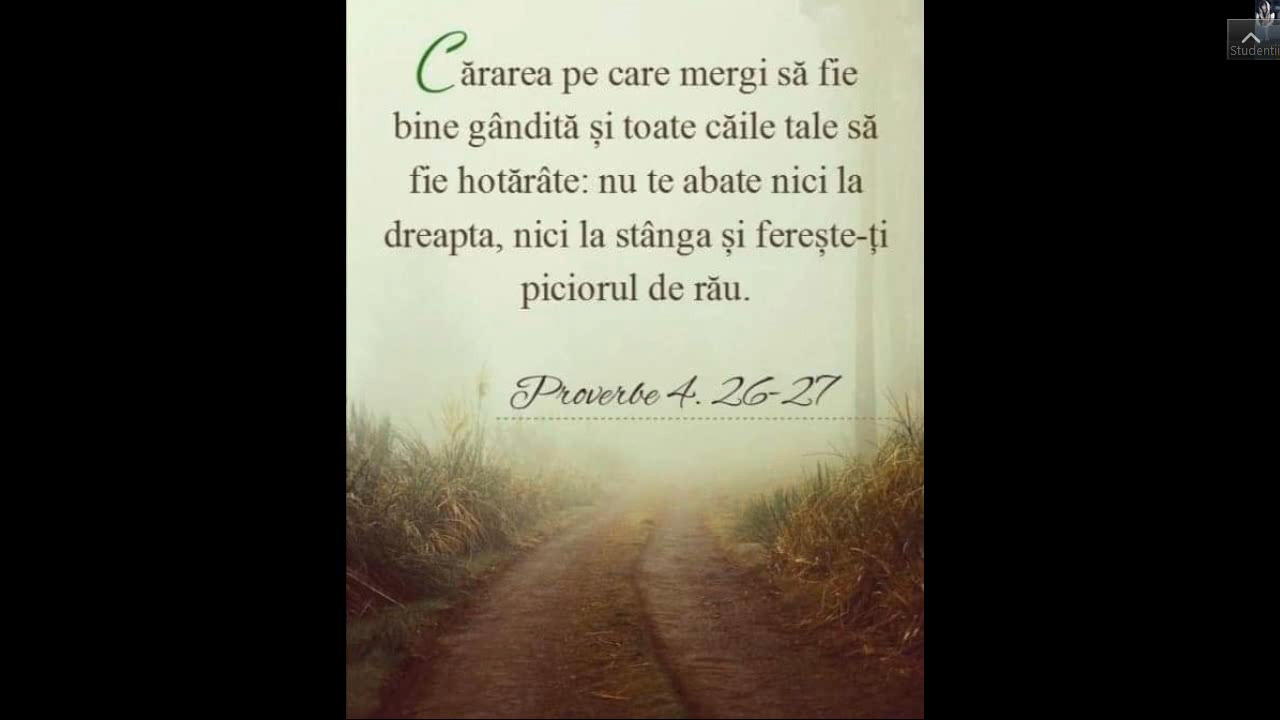 Cărarea pe care mergi să fie
bine gândită și toate căile tale să
fie hotărâte: nu te abate nici la
dreapta, nici la stânga și ferește-ți
piciorul de rău.
Proverbe 4. 26-27